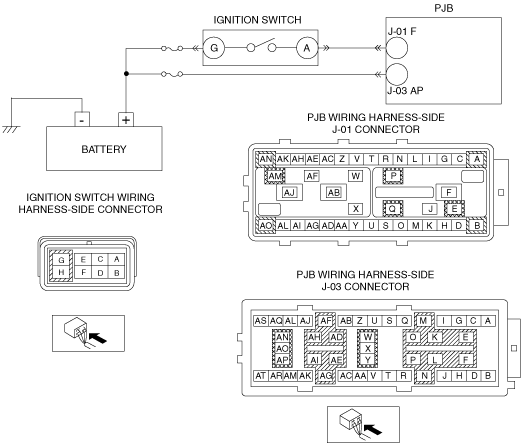 PJB
IGNITION SWITCH
J-01 F
G
A
J-03 AP
- +
BATTERY
PJB WIRING HARNESS-SIDE
J-01 CONNECTOR
AN AK AH AE AC Z V T R N L I G C A
AM AF W P
AJ AB F
X Q J E
AO AL AI AG AD AA Y U S O M K H D B
IGNITION SWITCH WIRING
HARNESS-SIDE CONNECTOR
G E C A
H F D B
PJB WIRING HARNESS-SIDE
J-03 CONNECTOR
AS AQ AL AJ AF AB Z U S Q M I G C A
AN AH AD W O K E
AO X
AP AI AE Y P L F
AT AR AM AK AG AC AA V T R N J H D B